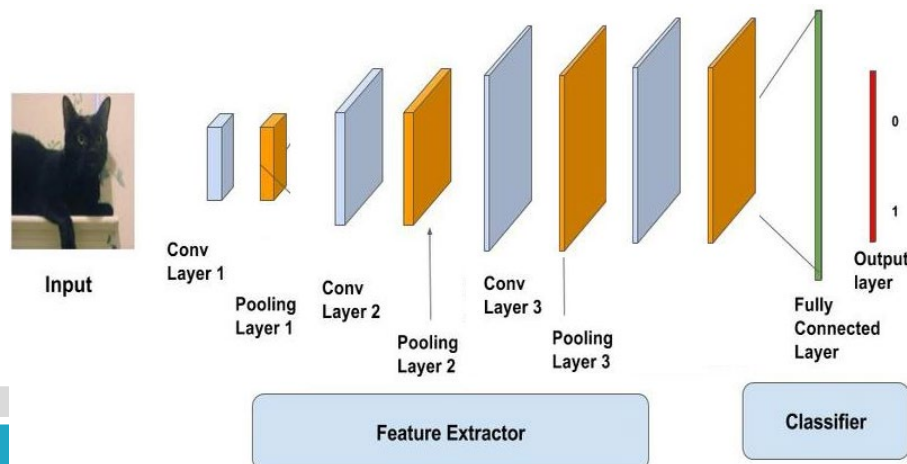 Input
Conv
Layer 1
Pooling
Layer 1
Conv
Layer 2
Pooling
Layer 2
Conv
Layer 3
Pooling
Layer 3
Fully
Connected
Layer
Output
layer
0
1
Feature Extractor
Classifier